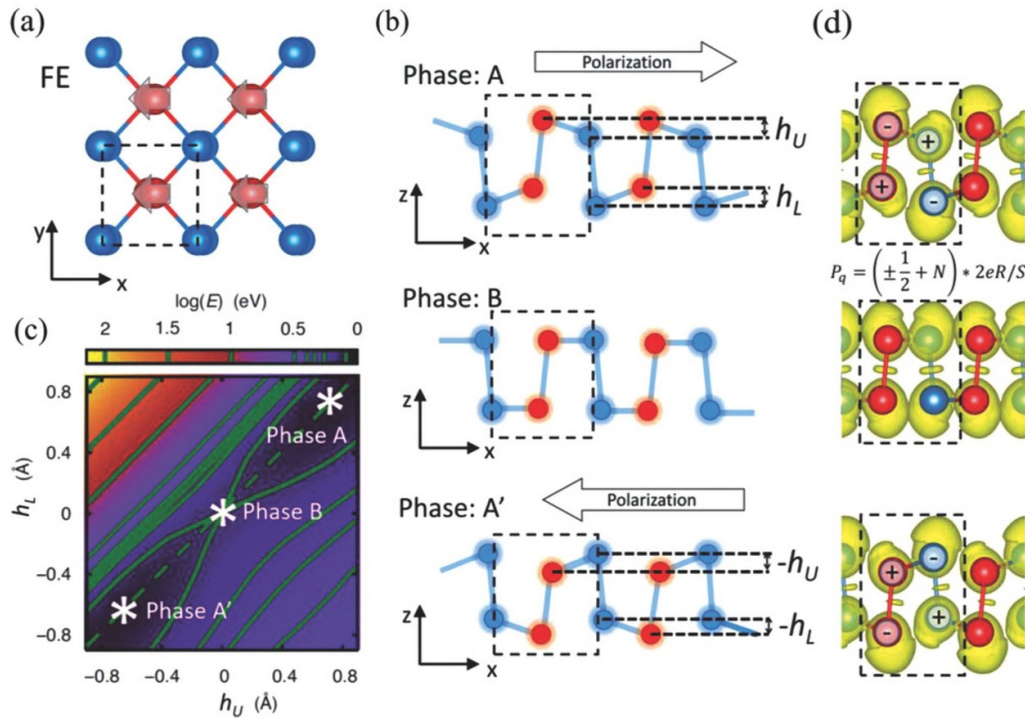 (a)
FE
y
x
(b)
Phase: A
Polarization
h_U
h_L
z
x
Phase: B
z
x
Phase: A'
Polarization
-h_U
-h_L
z
x
(c)
log(E) (eV)
2 1.5 1 0.5 0
0.8
0.4
0
−0.4
−0.8
h_L (Å)
Phase A
Phase B
Phase A'
−0.8 −0.4 0 0.4 0.8
h_U (Å)
(d)
- +
+ -
P_q = (±1/2 + N) * 2eR/S
+ -
- +